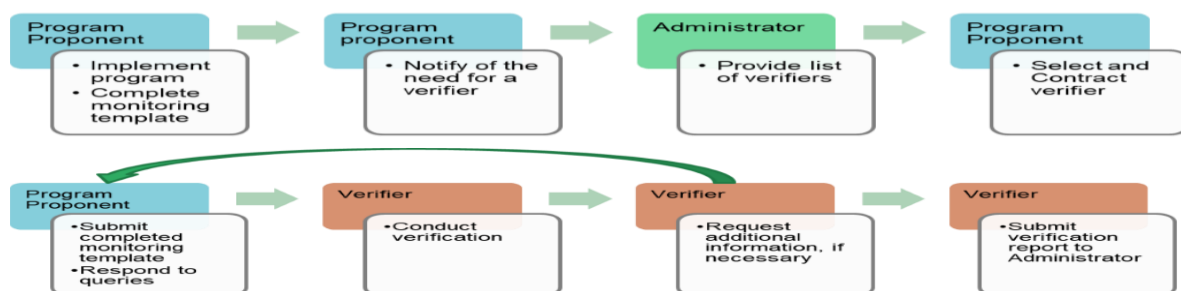 Program
Proponent
• Implement
program
• Complete
monitoring
template
Program
proponent
• Notify of the
need for a
verifier
Administrator
• Provide list
of verifiers
Program
Proponent
• Select and
Contract
verifier
Program
Proponent
•Submit
completed
monitoring
template
•Respond to
queries
Verifier
•Conduct
verification
Verifier
•Request
additional
information, if
necessary
Verifier
•Submit
verification
report to
Administrator